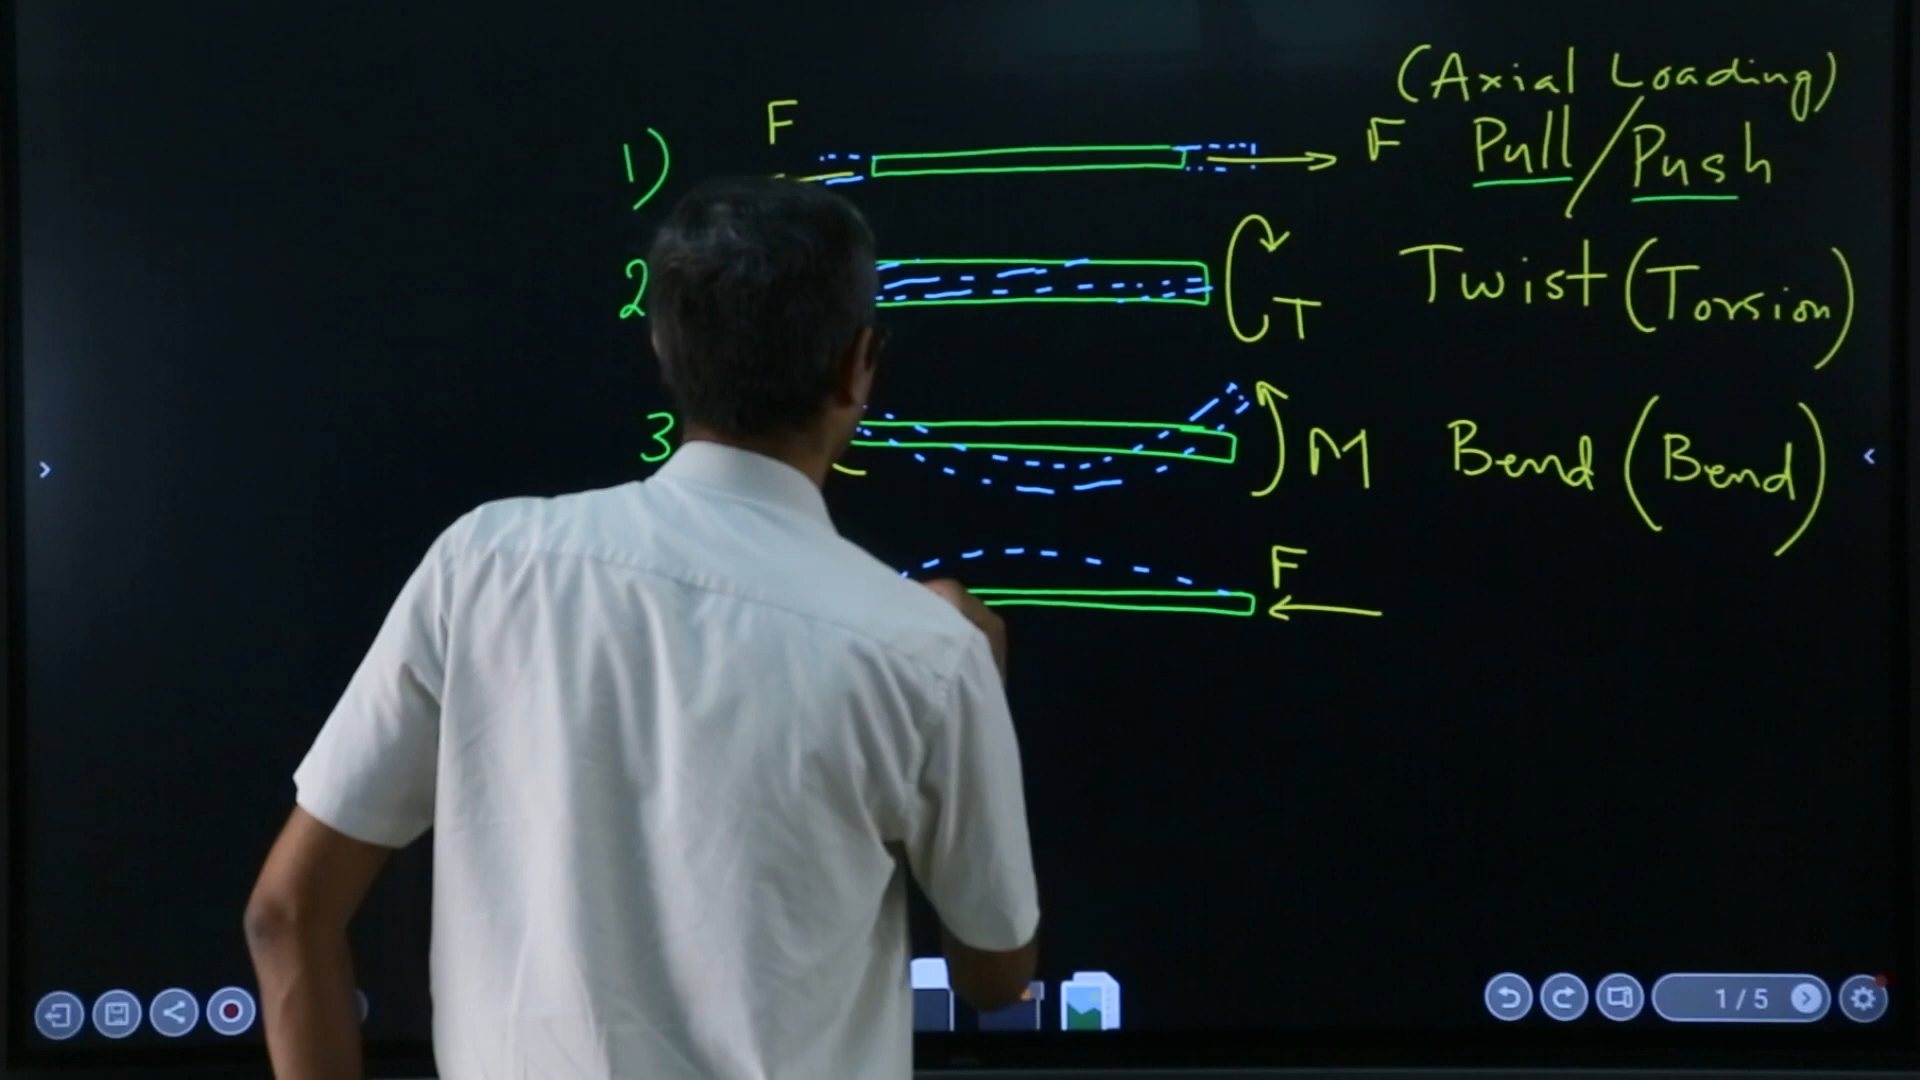 (Axial Loading)
1) F F Pull/Push
2 T Twist (Torsion)
3 M Bend (Bend)
F
1/5